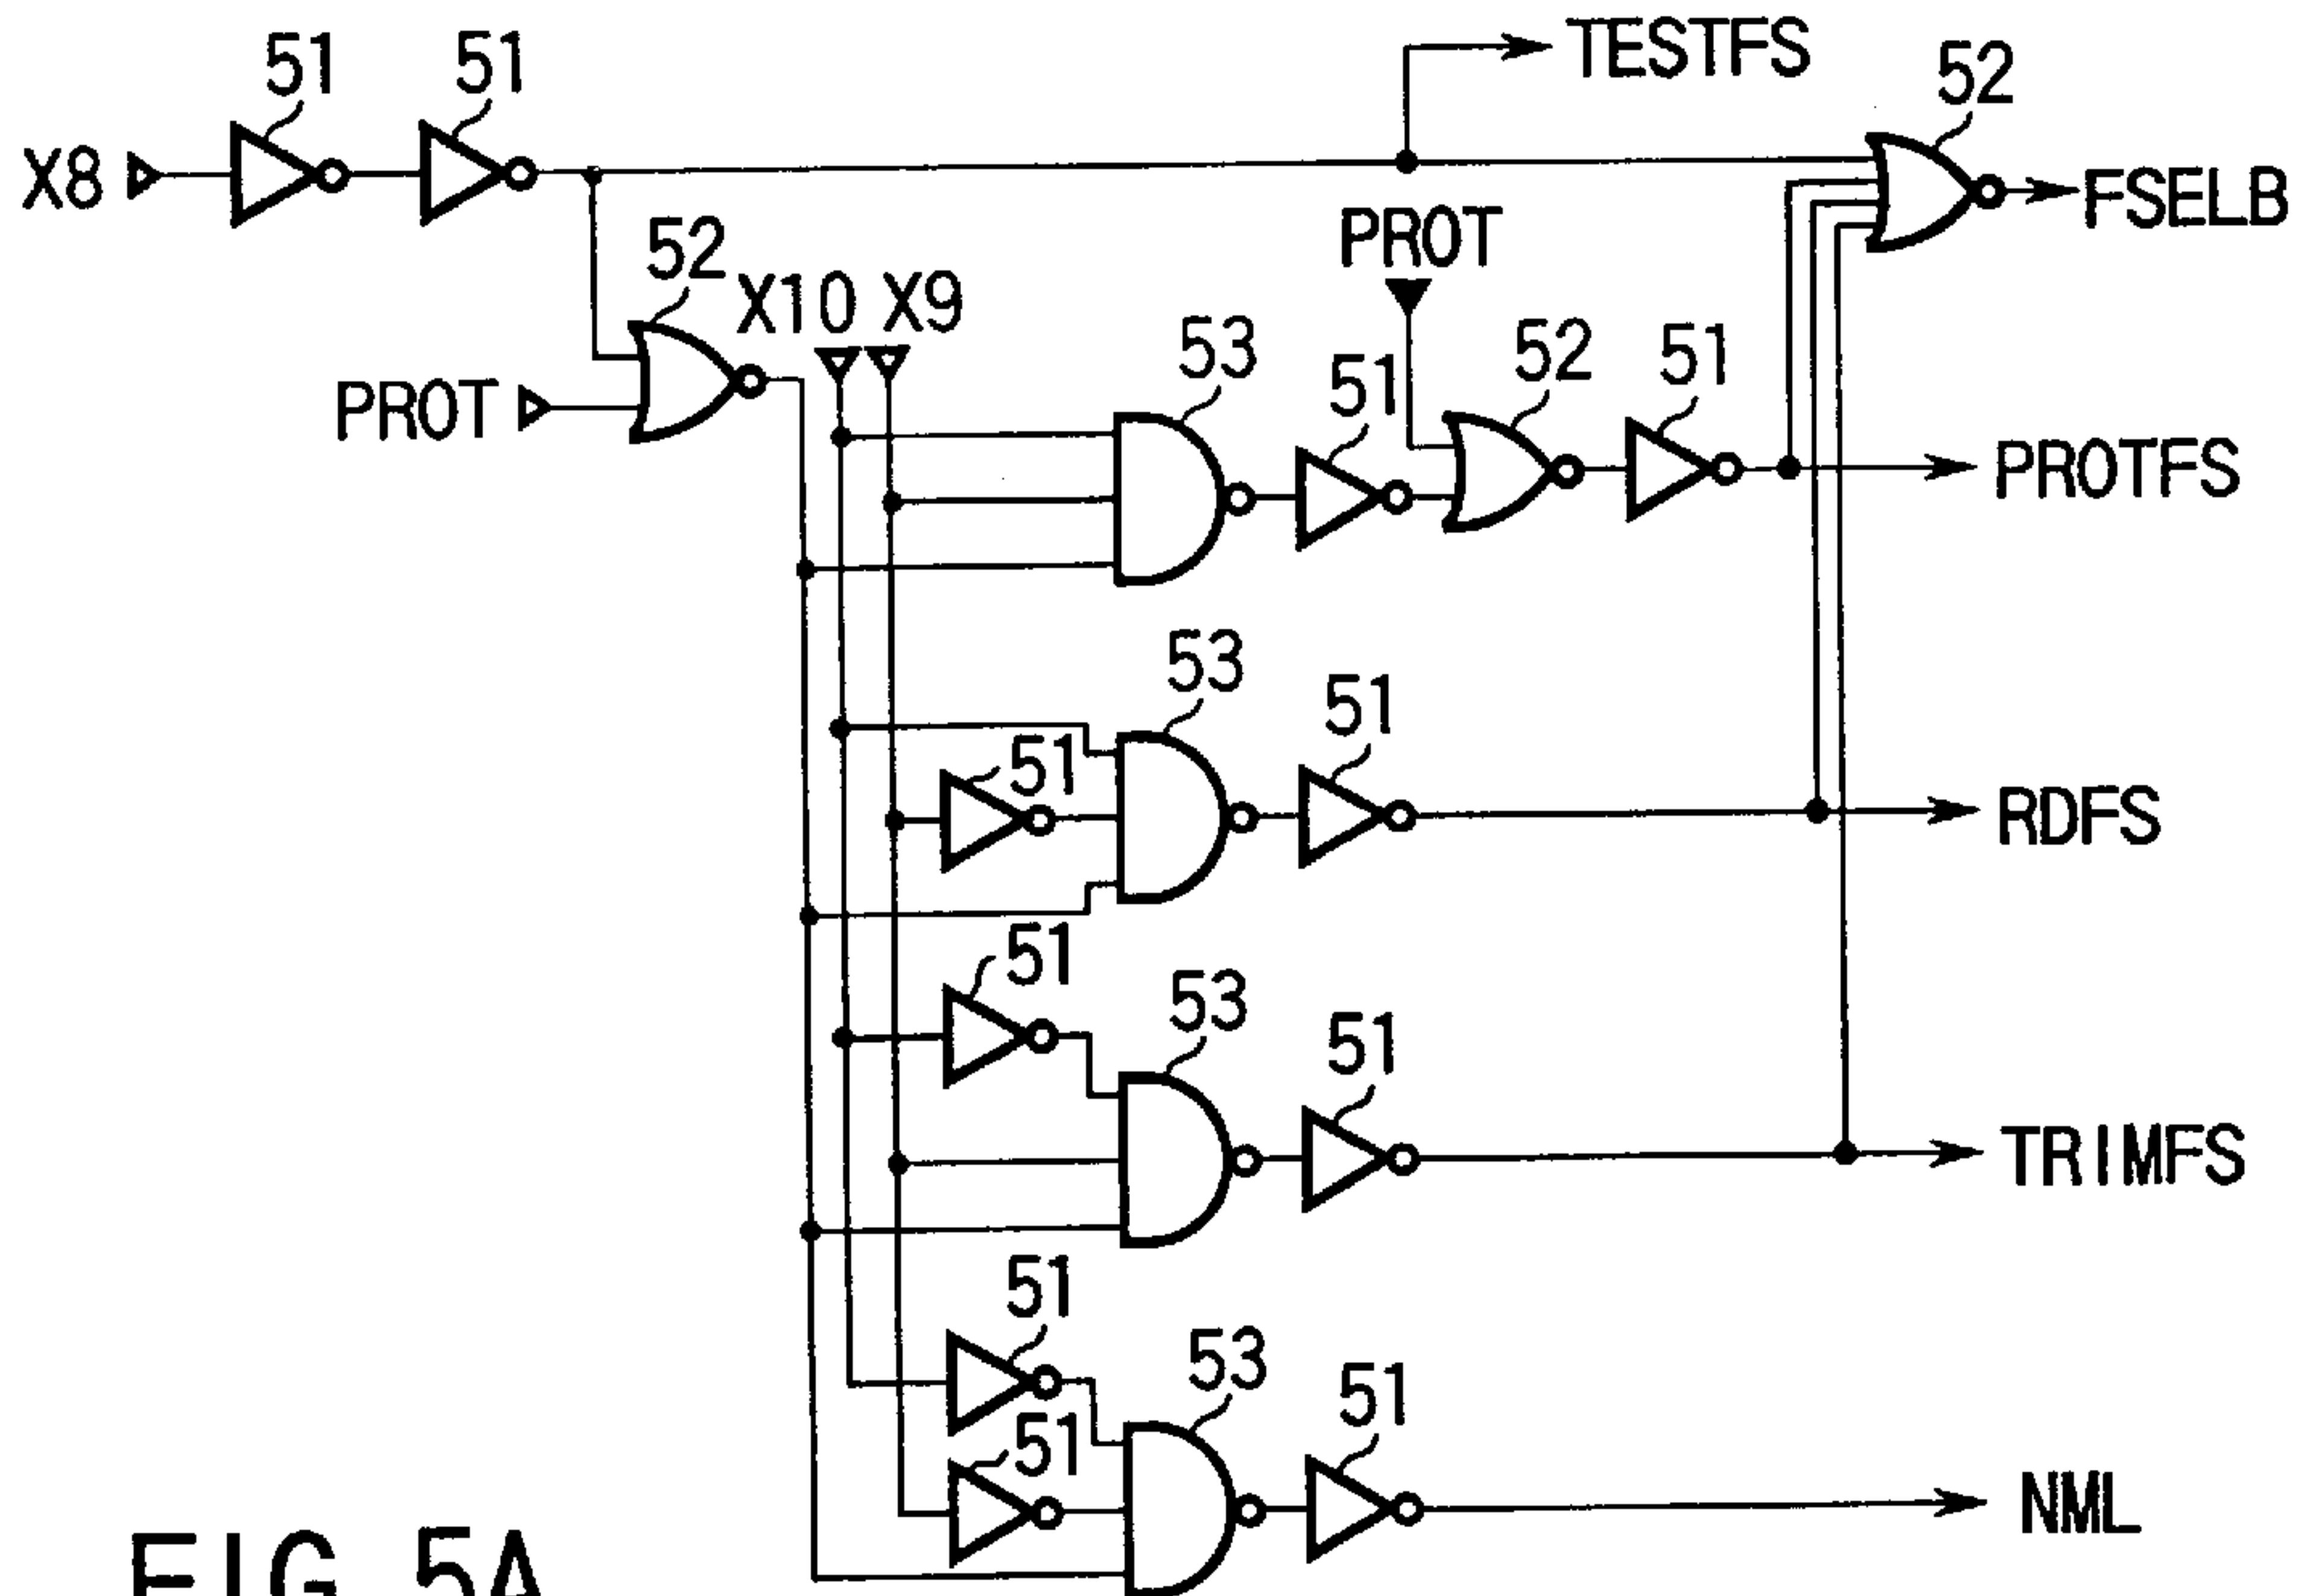 51
51
TESTFS
52
X8
FSELB
52
X10
X9
PROT
PROT
53
51
52
51
PROTFS
53
51
51
RDFS
51
53
51
TRIMFS
51
53
51
51
NML
FIG. 5A